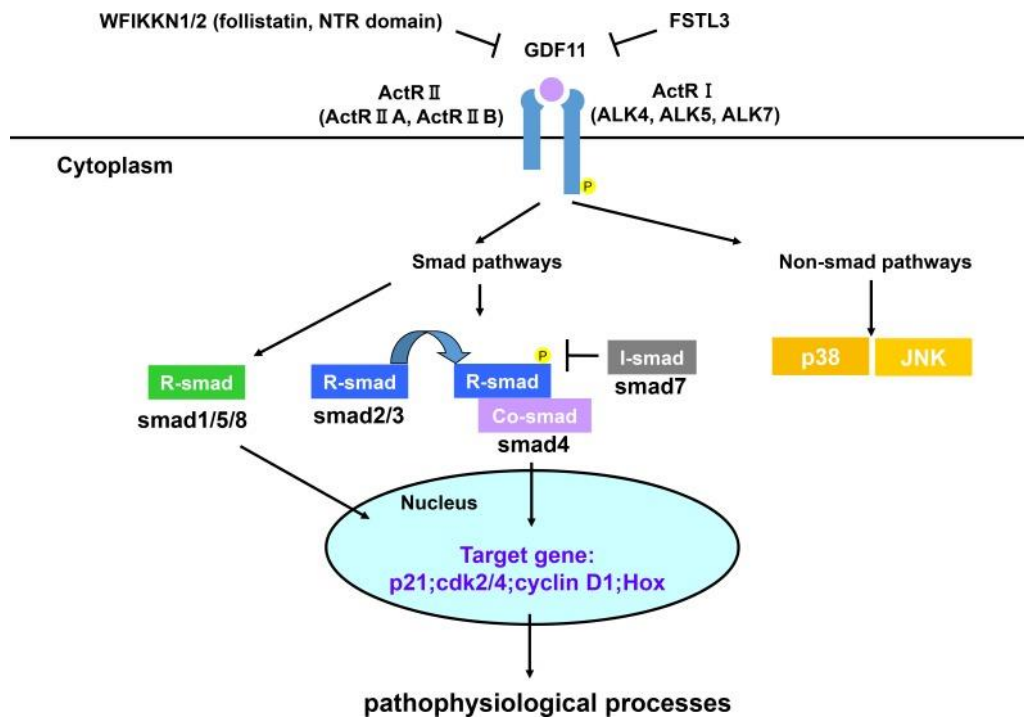 WFIKKN1/2 (follistatin, NTR domain)
FSTL3
GDF11
ActR Ⅱ
(ActR Ⅱ A, ActR Ⅱ B)
ActR Ⅰ
(ALK4, ALK5, ALK7)
Cytoplasm
P
Smad pathways
Non-smad pathways
P
R-smad
smad1/5/8
R-smad
smad2/3
R-smad
Co-smad
smad4
I-smad
smad7
p38
JNK
Nucleus
Target gene:
p21;cdk2/4;cyclin D1;Hox
pathophysiological processes